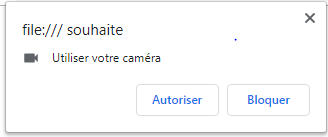 file:/// souhaite
Utiliser votre caméra
Autoriser Bloquer